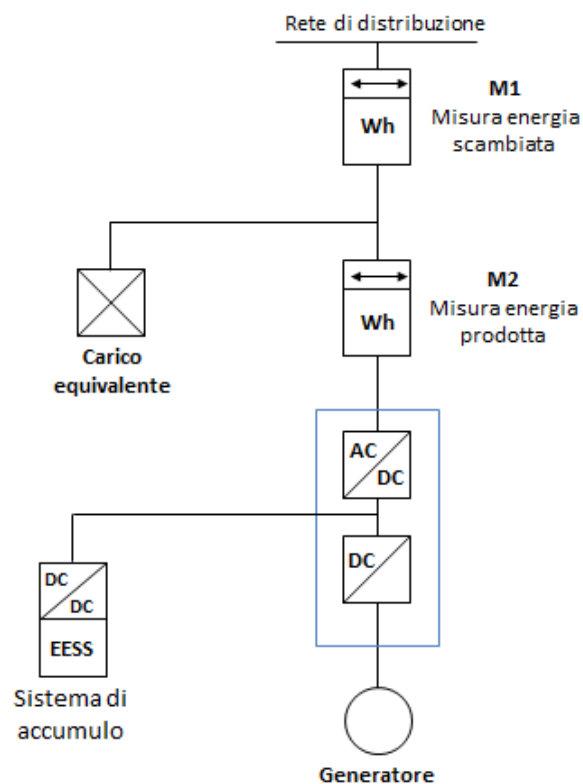 Rete di distribuzione
M1
Wh
Misura energia
scambiata
M2
Wh
Misura energia
prodotta
Carico
equivalente
AC
DC
DC
DC
DC
EESS
Sistema di
accumulo
Generatore